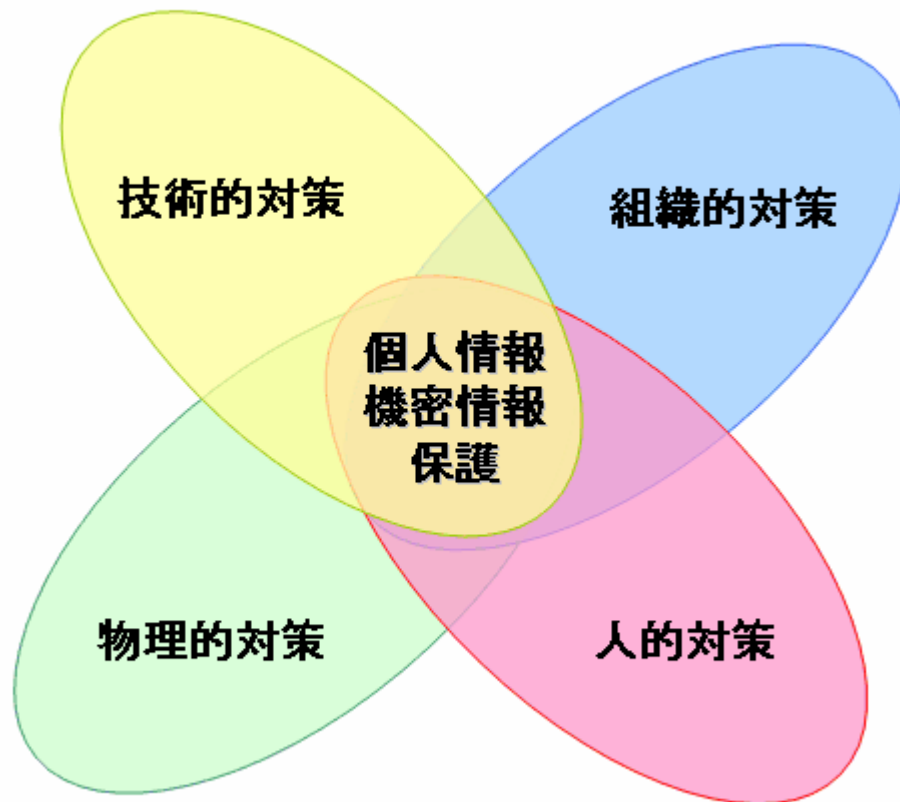 技術的対策
組織的対策
個人情報
機密情報
保護
物理的対策
人的対策